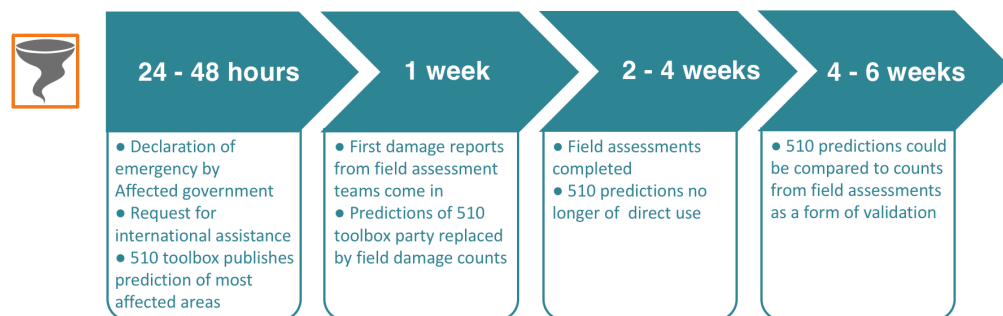 24 - 48 hours
● Declaration of
emergency by
Affected government
● Request for
international assistance
● 510 toolbox publishes
prediction of most
affected areas
1 week
● First damage reports
from field assessment
teams come in
● Predictions of 510
toolbox party replaced
by field damage counts
2 - 4 weeks
● Field assessments
completed
● 510 predictions no
longer of  direct use
4 - 6 weeks
● 510 predictions could
be compared to counts
from field assessments
as a form of validation